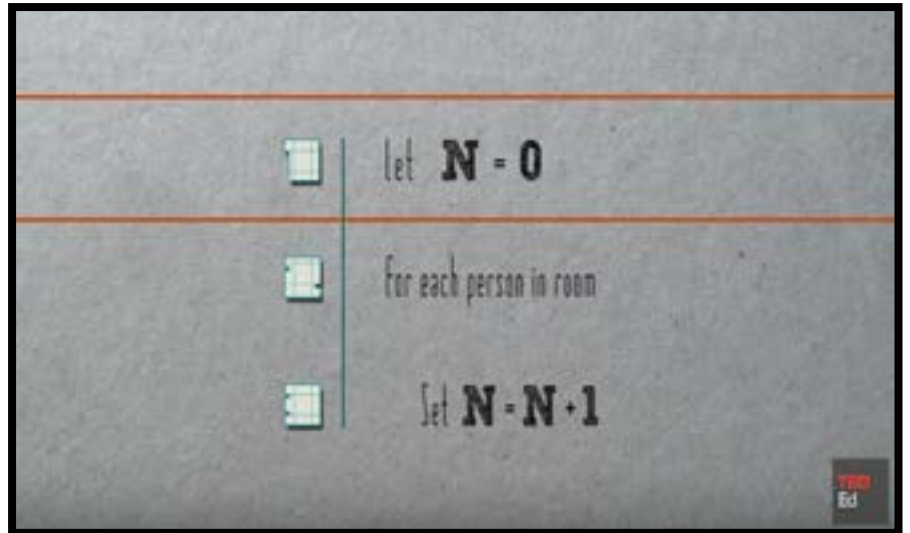 let N = 0
For each person in room
Set N = N + 1
TED
Ed